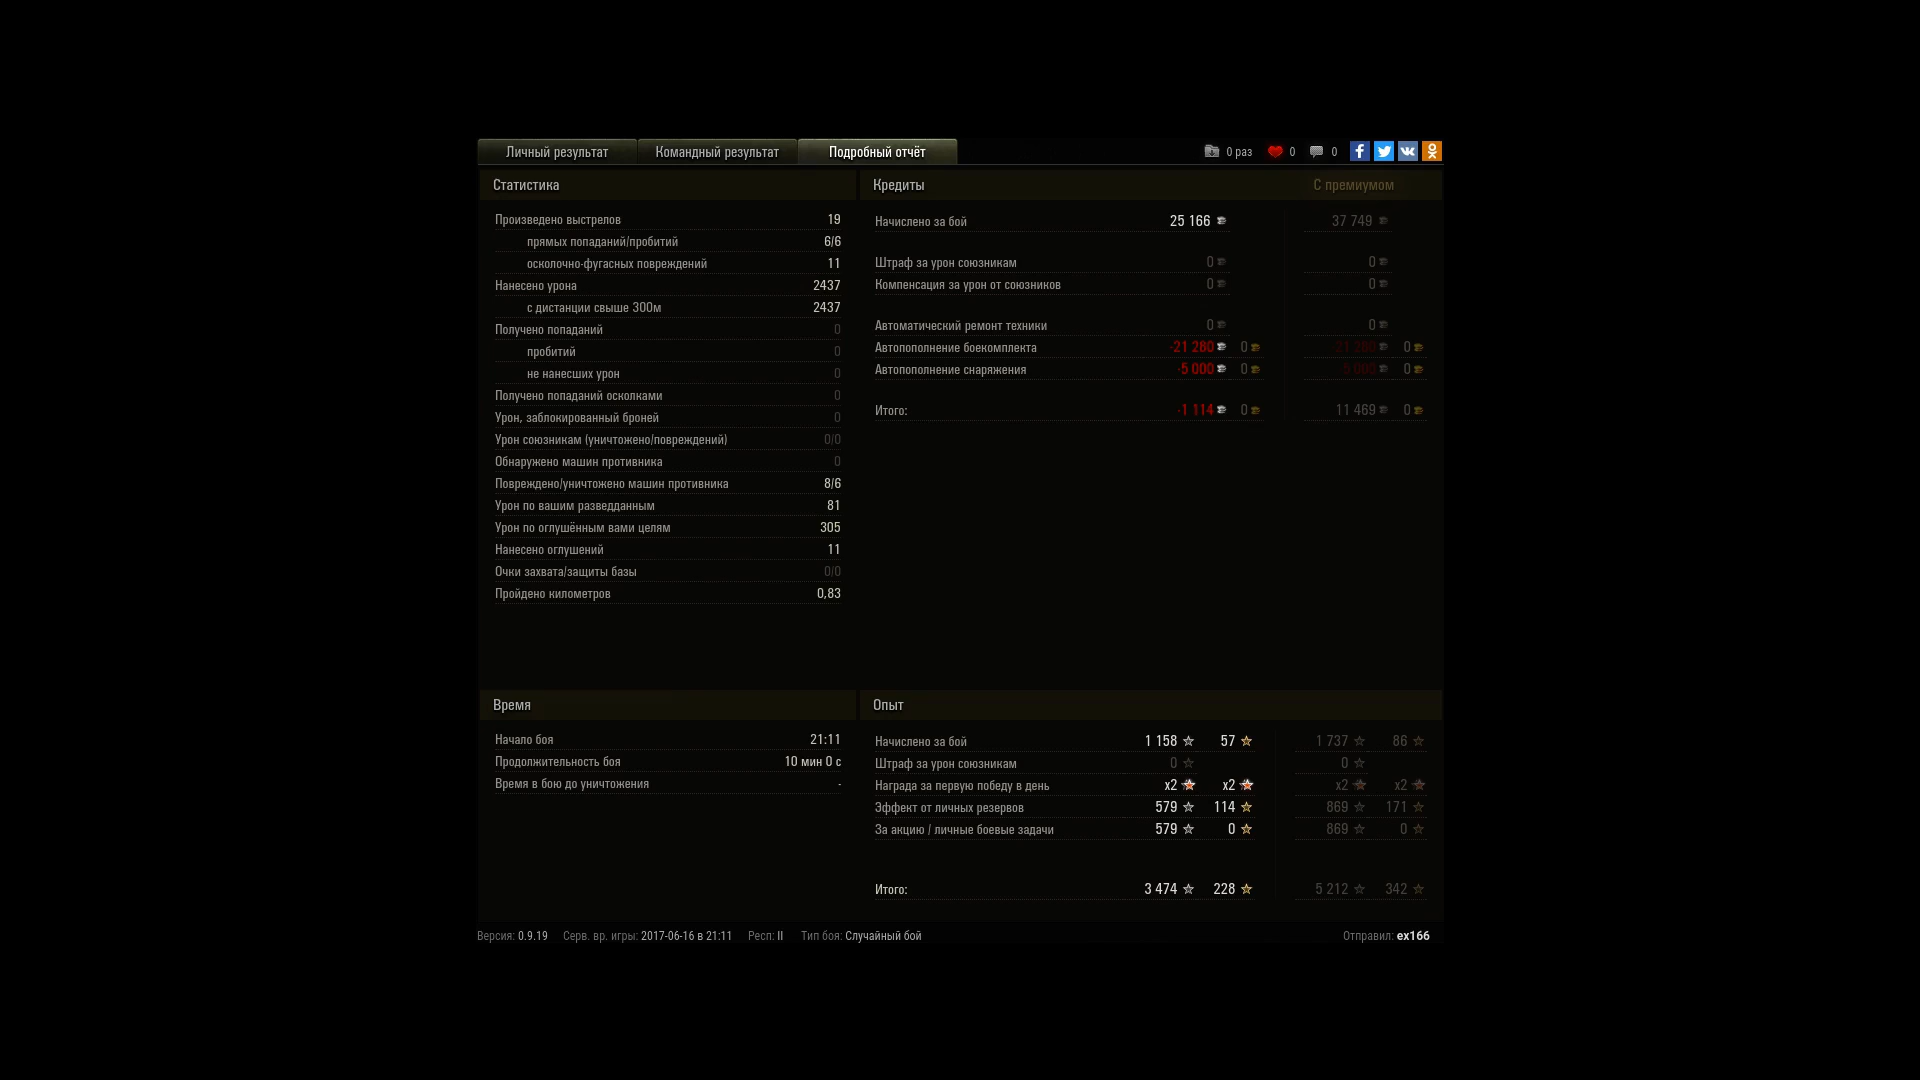 Личный результат Командный результат Подробный отчёт 0 раз 0 0
Статистика
Произведено выстрелов 19
прямых попаданий/пробитий 6/6
осколочно-фугасных повреждений 11
Нанесено урона 2437
с дистанции свыше 300м 2437
Получено попаданий 0
пробитий 0
не нанесших урон 0
Получено попаданий осколками 0
Урон, заблокированный броней 0
Урон союзникам (уничтожено/повреждений) 0/0
Обнаружено машин противника 0
Повреждено/уничтожено машин противника 8/6
Урон по вашим разведданным 81
Урон по оглушённым вами целям 305
Нанесено оглушений 11
Очки захвата/защиты базы 0/0
Пройдено километров 0,83
Кредиты С премиумом
Начислено за бой 25 166 37 749
Штраф за урон союзникам 0 0
Компенсация за урон от союзников 0 0
Автоматический ремонт техники 0 0
Автопополнение боекомплекта -21 280 0 -21 280 0
Автопополнение снаряжения -5 000 0 -5 000 0
Итого: -1 114 0 11 469 0
Время
Начало боя 21:11
Продолжительность боя 10 мин 0 с
Время в бою до уничтожения -
Опыт
Начислено за бой 1 158 57 1 737 86
Штраф за урон союзникам 0 0
Награда за первую победу в день x2 x2 x2 x2
Эффект от личных резервов 579 114 869 171
За акцию / личные боевые задачи 579 0 869 0
Итого: 3 474 228 5 212 342
Версия: 0.9.19 Серв. вр. игры: 2017-06-16 в 21:11 Респ: II Тип боя: Случайный бой Отправил: ex166